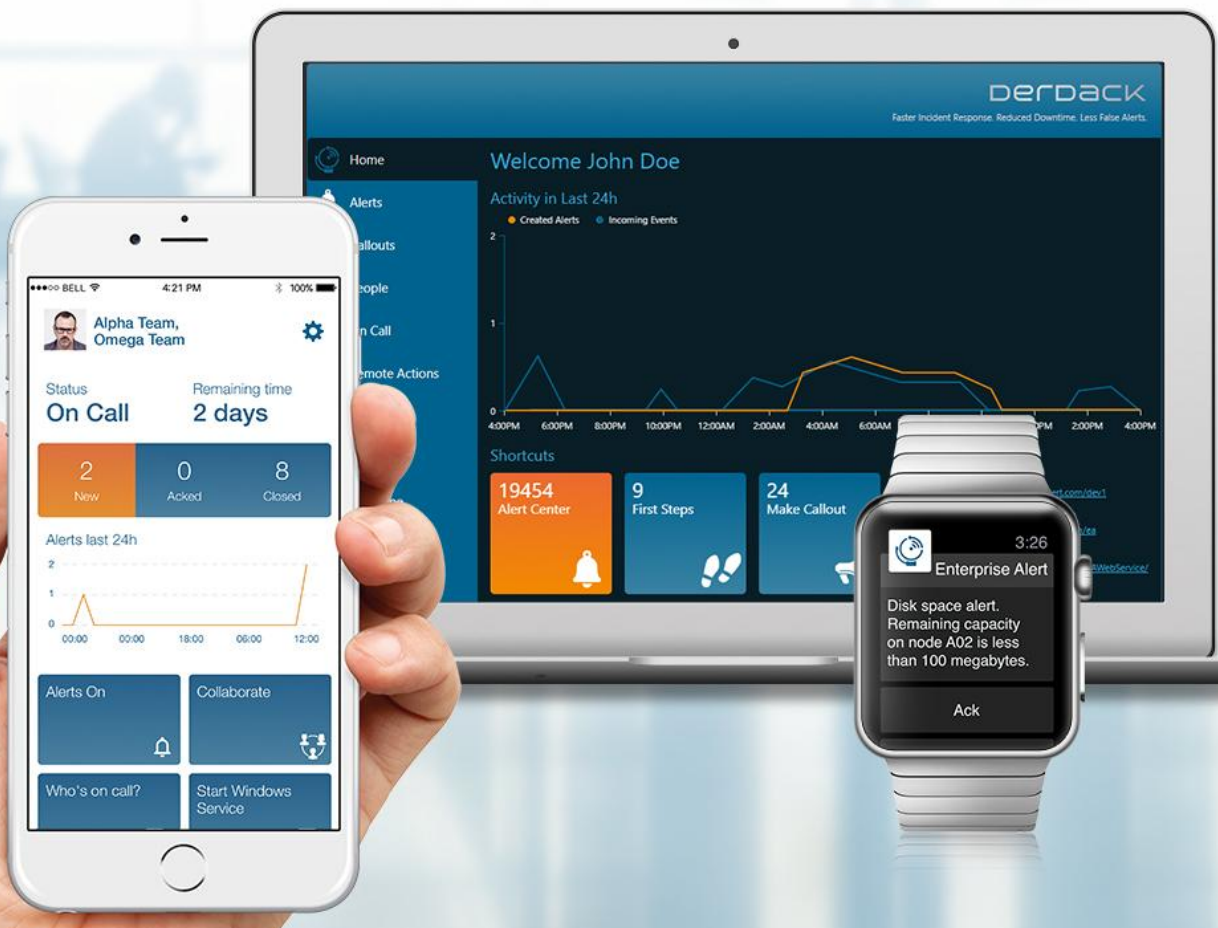 DERDACK
Faster Incident Response. Reduced Downtime. Less False Alerts.
Home
Alerts
allouts
eople
n Call
emote Actions
Welcome John Doe
Activity in Last 24h
Created Alerts
Incoming Events
2
1
0
4:00PM 6:00PM 8:00PM 10:00PM 12:00AM 2:00AM 4:00AM 6:00AM PM 2:00PM 4:00PM
Shortcuts
19454
Alert Center
9
First Steps
24
Make Callout
ert.com/dev1
/ea
AWebService/
BELL
4:21 PM
100%
Alpha Team,
Omega Team
Status
On Call
Remaining time
2 days
2
New
0
Acked
8
Closed
Alerts last 24h
2
1
0
00:00 00:00 18:00 06:00 12:00
Alerts On
Collaborate
Who's on call?
Start Windows
Service
3:26
Enterprise Alert
Disk space alert.
Remaining capacity
on node A02 is less
than 100 megabytes.
Ack